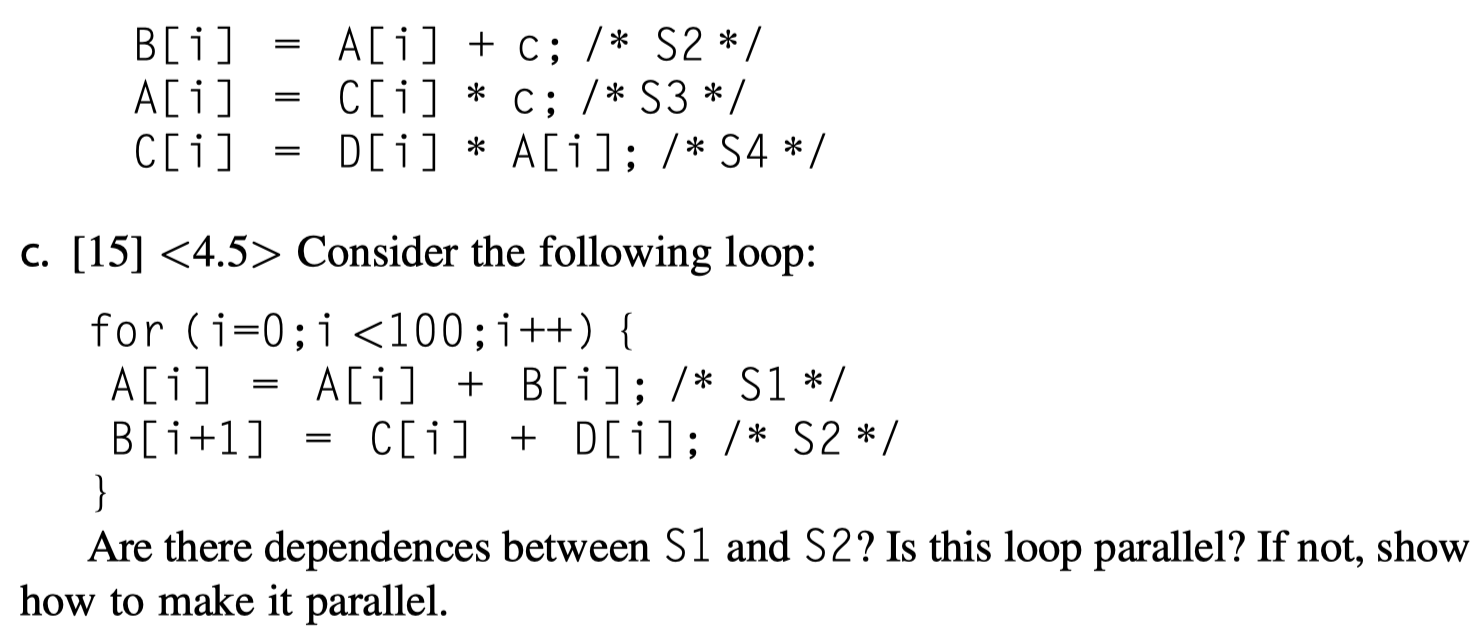 B[i] = A[i] + c; /* S2 */
A[i] = C[i] * c; /* S3 */
C[i] = D[i] * A[i]; /* S4 */
c. [15] <4.5> Consider the following loop:
for (i=0;i <100;i++) {
A[i] = A[i] + B[i]; /* S1 */
B[i+1] = C[i] + D[i]; /* S2 */
}
Are there dependences between S1 and S2? Is this loop parallel? If not, show
how to make it parallel.